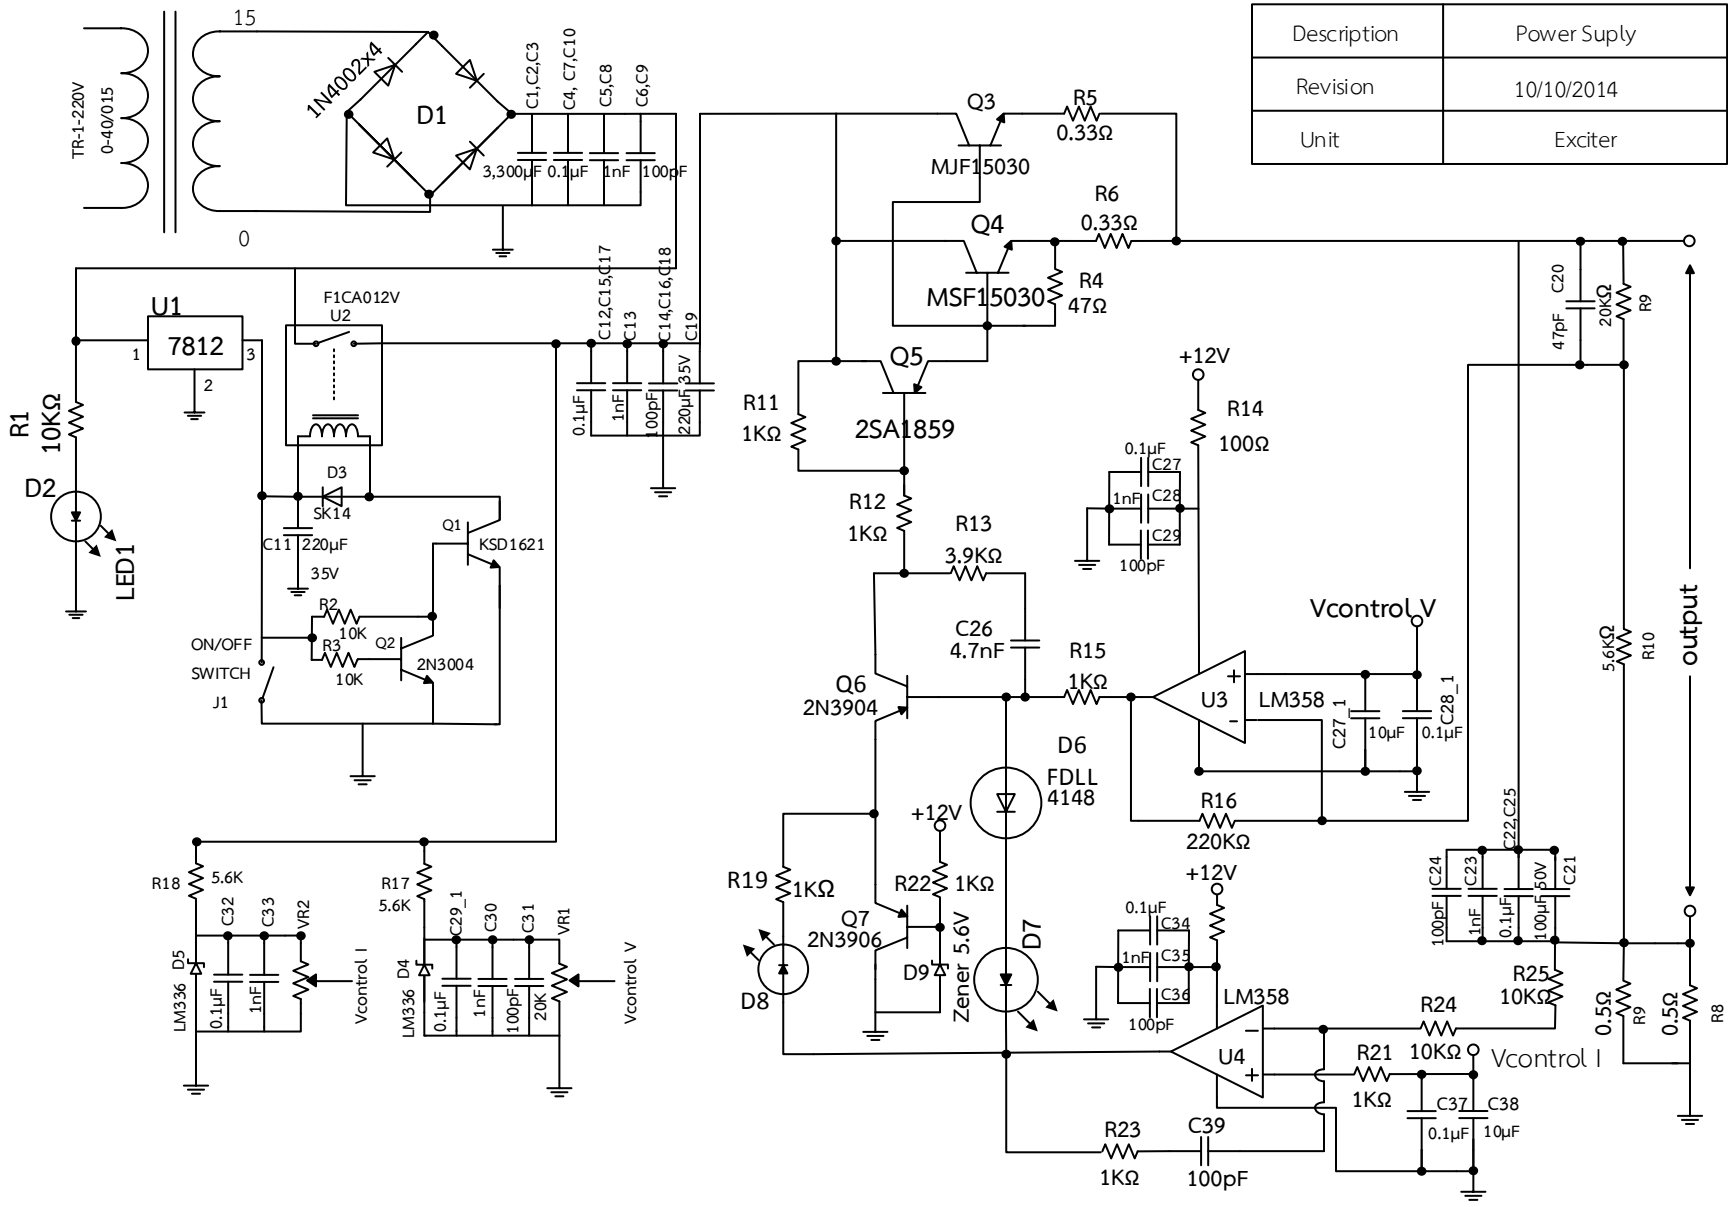 15
TR-1-220V
0-40/015
0
1N4002x4
D1
C1,C2,C3
C4, C7,C10
C5,C8
C6,C9
3,300µF
0.1µF
1nF
100pF
Description
Power Suply
Revision
10/10/2014
Unit
Exciter
Q3
MJF15030
R5
0.33Ω
R6
0.33Ω
Q4
MSF15030
R4
47Ω
Q5
2SA1859
R11
1KΩ
R12
1KΩ
R13
3.9KΩ
C26
4.7nF
R15
1KΩ
U1
7812
1
3
2
F1CA012V
U2
R1
10KΩ
D2
LED1
D3
SK14
C11
220µF
35V
Q1
KSD1621
R2
10K
R3
10K
Q2
2N3004
ON/OFF
SWITCH
J1
C12,C15,C17
C13
C14,C16,C18
C19
0.1µF
1nF
100pF
220µF 35V
+12V
R14
100Ω
0.1µF
C27
1nF
C28
C29
100pF
Vcontrol V
+
-
U3
LM358
C27_1
10µF
C28_1
0.1µF
R16
220KΩ
C20
47pF
20KΩ
R9
5.6KΩ
R10
output
Q6
2N3904
D6
FDLL
4148
+12V
R22
1KΩ
Q7
2N3906
D9
Zener 5.6V
R19
1KΩ
D8
D7
+12V
0.1µF
C34
1nF
C35
C36
100pF
LM358
U4
-
+
R24
10KΩ
R25
10KΩ
R21
1KΩ
Vcontrol I
C37
0.1µF
C38
10µF
R23
1KΩ
C39
100pF
C24
100pF
C23
1nF
C22,C25
0.1µF
C21
100µF 50V
0.5Ω
R9
0.5Ω
R8
R18
5.6K
D5
LM336
C32
0.1µF
C33
1nF
VR2
Vcontrol I
R17
5.6K
D4
LM336
C29_1
0.1µF
C30
1nF
C31
100pF
VR1
20K
Vcontrol V